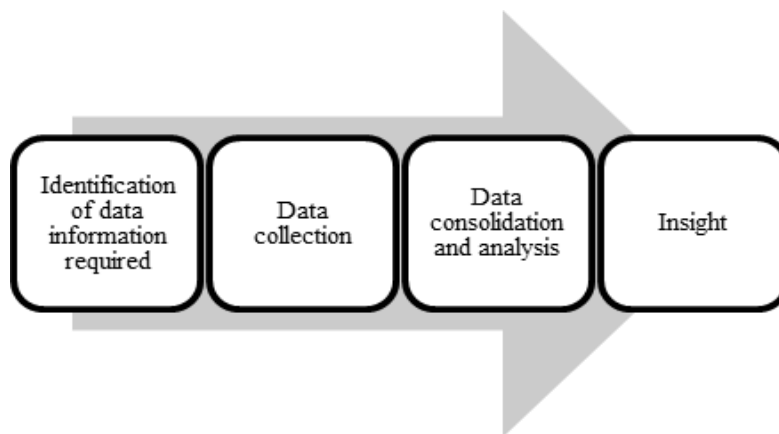 Identification
of data
information
required
Data
collection
Data
consolidation
and analysis
Insight